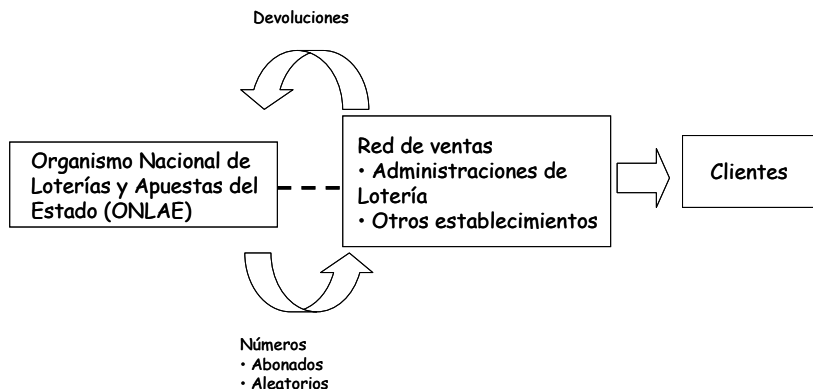 Devoluciones
Organismo Nacional de
Loterías y Apuestas del
Estado (ONLAE)
Red de ventas
• Administraciones de
Lotería
• Otros establecimientos
Clientes
Números
• Abonados
• Aleatorios